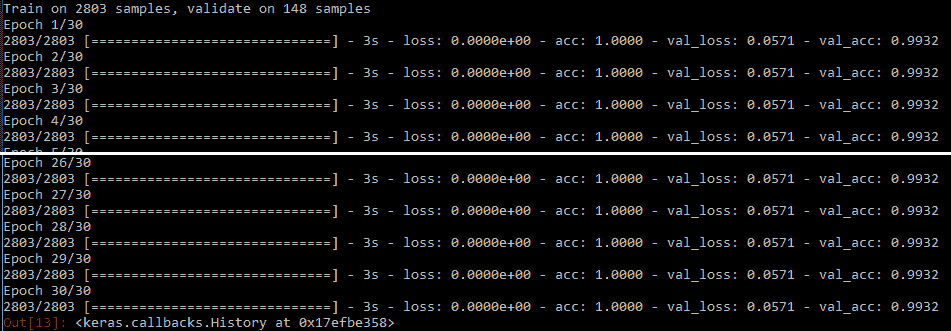 Train on 2803 samples, validate on 148 samples
Epoch 1/30
2803/2803 [==============================] - 3s - loss: 0.0000e+00 - acc: 1.0000 - val_loss: 0.0571 - val_acc: 0.9932
Epoch 2/30
2803/2803 [==============================] - 3s - loss: 0.0000e+00 - acc: 1.0000 - val_loss: 0.0571 - val_acc: 0.9932
Epoch 3/30
2803/2803 [==============================] - 3s - loss: 0.0000e+00 - acc: 1.0000 - val_loss: 0.0571 - val_acc: 0.9932
Epoch 4/30
2803/2803 [==============================] - 3s - loss: 0.0000e+00 - acc: 1.0000 - val_loss: 0.0571 - val_acc: 0.9932
Epoch 5/30
Epoch 26/30
2803/2803 [==============================] - 3s - loss: 0.0000e+00 - acc: 1.0000 - val_loss: 0.0571 - val_acc: 0.9932
Epoch 27/30
2803/2803 [==============================] - 3s - loss: 0.0000e+00 - acc: 1.0000 - val_loss: 0.0571 - val_acc: 0.9932
Epoch 28/30
2803/2803 [==============================] - 3s - loss: 0.0000e+00 - acc: 1.0000 - val_loss: 0.0571 - val_acc: 0.9932
Epoch 29/30
2803/2803 [==============================] - 3s - loss: 0.0000e+00 - acc: 1.0000 - val_loss: 0.0571 - val_acc: 0.9932
Epoch 30/30
2803/2803 [==============================] - 3s - loss: 0.0000e+00 - acc: 1.0000 - val_loss: 0.0571 - val_acc: 0.9932
Out[13]: <keras.callbacks.History at 0x17efbe358>